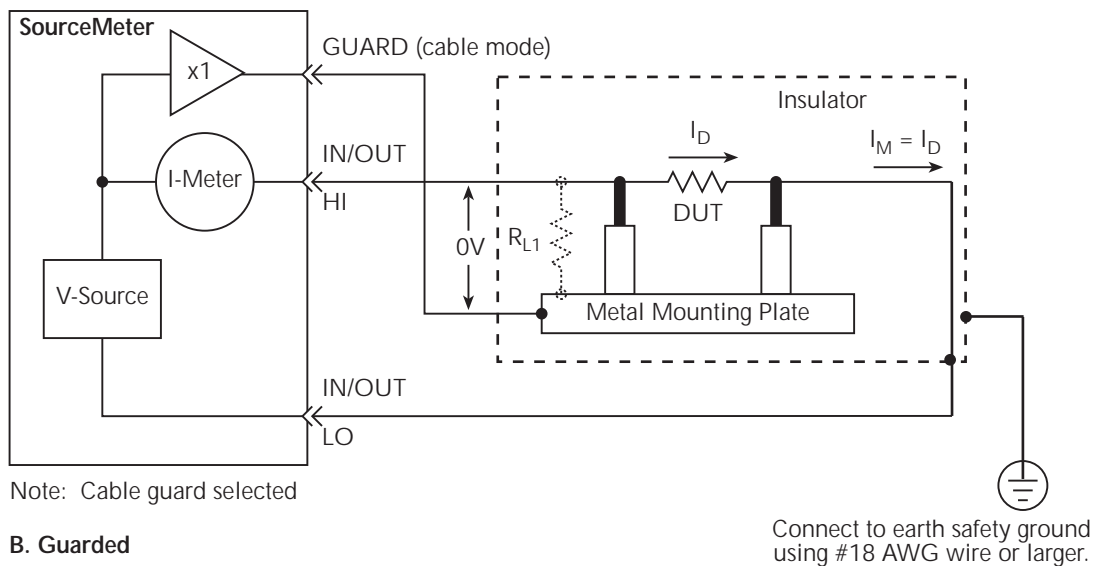 SourceMeter
GUARD (cable mode)
x1
Insulator
I_D
I_M = I_D
IN/OUT
I-Meter
HI
DUT
R_L1
0V
V-Source
Metal Mounting Plate
IN/OUT
LO
Note: Cable guard selected
B. Guarded
Connect to earth safety ground
using #18 AWG wire or larger.